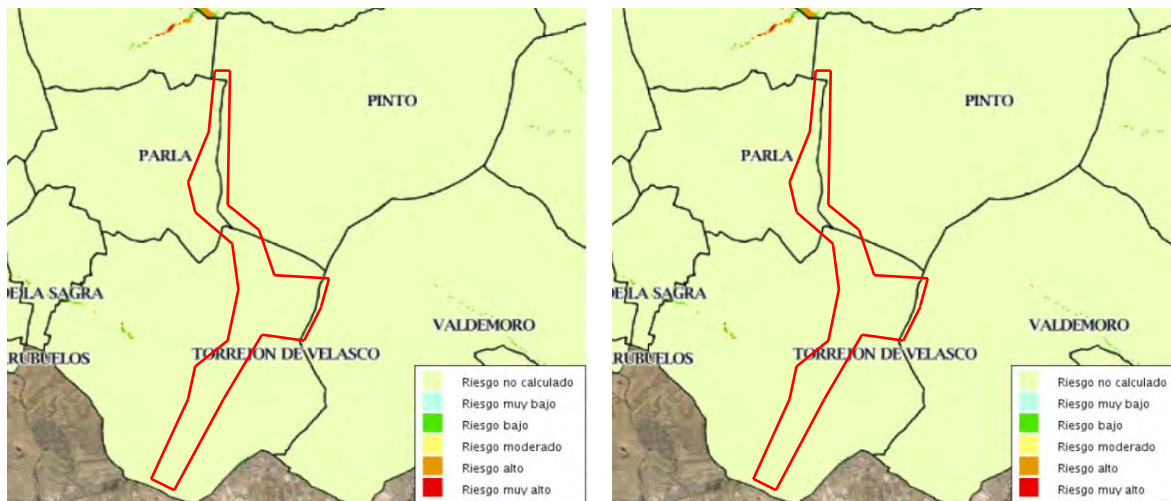 PINTO
PARLA
DE LA SAGRA
VALDEMORO
RUBUELOS
TORREJON DE VELASCO
Riesgo no calculado
Riesgo muy bajo
Riesgo bajo
Riesgo moderado
Riesgo alto
Riesgo muy alto
PINTO
PARLA
DE LA SAGRA
VALDEMORO
RUBUELOS
TORREJON DE VELASCO
Riesgo no calculado
Riesgo muy bajo
Riesgo bajo
Riesgo moderado
Riesgo alto
Riesgo muy alto